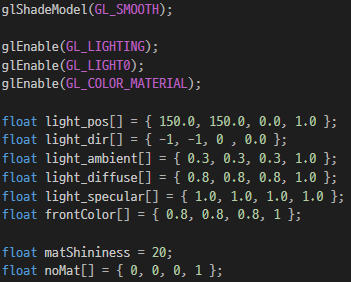 glShadeModel(GL_SMOOTH);
glEnable(GL_LIGHTING);
glEnable(GL_LIGHT0);
glEnable(GL_COLOR_MATERIAL);
float light_pos[] = { 150.0, 150.0, 0.0, 1.0 };
float light_dir[] = { -1, -1, 0 , 0.0 };
float light_ambient[] = { 0.3, 0.3, 0.3, 1.0 };
float light_diffuse[] = { 0.8, 0.8, 0.8, 1.0 };
float light_specular[] = { 1.0, 1.0, 1.0, 1.0 };
float frontColor[] = { 0.8, 0.8, 0.8, 1 };
float matShininess = 20;
float noMat[] = { 0, 0, 0, 1 };